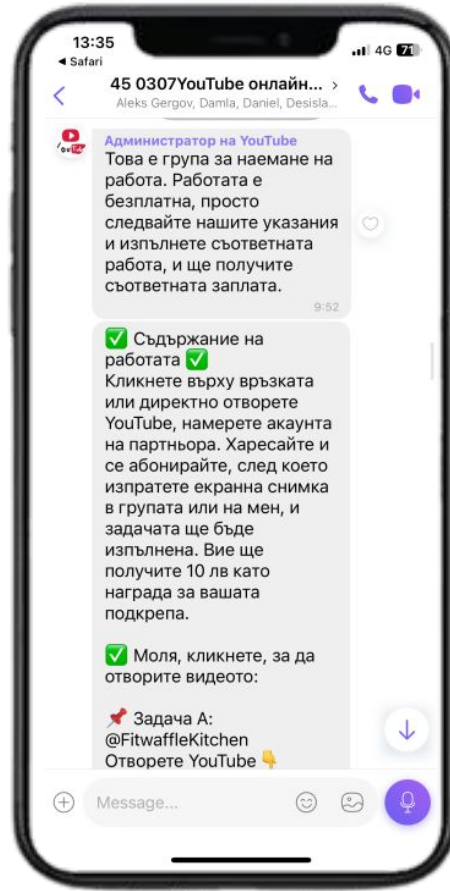 13:35
4G 71
◄ Safari
45 0307YouTube онлайн... >
Aleks Gergov, Damla, Daniel, Desisla...
Администратор на YouTube
Това е група за наемане на
работа. Работата е
безплатна, просто
следвайте нашите указания
и изпълнете съответната
работа, и ще получите
съответната заплата.
9:52
✅ Съдържание на
работата ✅
Кликнете върху връзката
или директно отворете
YouTube, намерете акаунта
на партньора. Харесайте и
се абонирайте, след което
изпратете екранна снимка
в групата или на мен, и
задачата ще бъде
изпълнена. Вие ще
получите 10 лв като
награда за вашата
подкрепа.
✅ Моля, кликнете, за да
отворите видеото:
📌 Задача А:
@FitwaffleKitchen
Отворете YouTube 👇
Message...